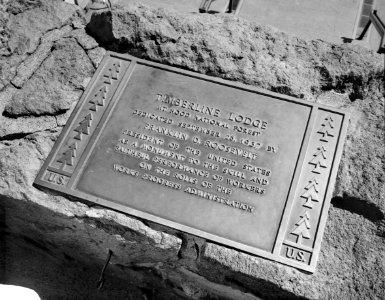 TIMBERLINE LODGE
MT. HOOD NATIONAL FOREST
DEDICATED SEPTEMBER 28, 1937 BY
FRANKLIN D. ROOSEVELT
PRESIDENT OF THE UNITED STATES
AS A MONUMENT TO THE SKILL AND
FAITHFUL PERFORMANCE OF WORKERS
ON THE ROLLS OF THE
WORKS PROGRESS ADMINISTRATION
U.S. U.S.